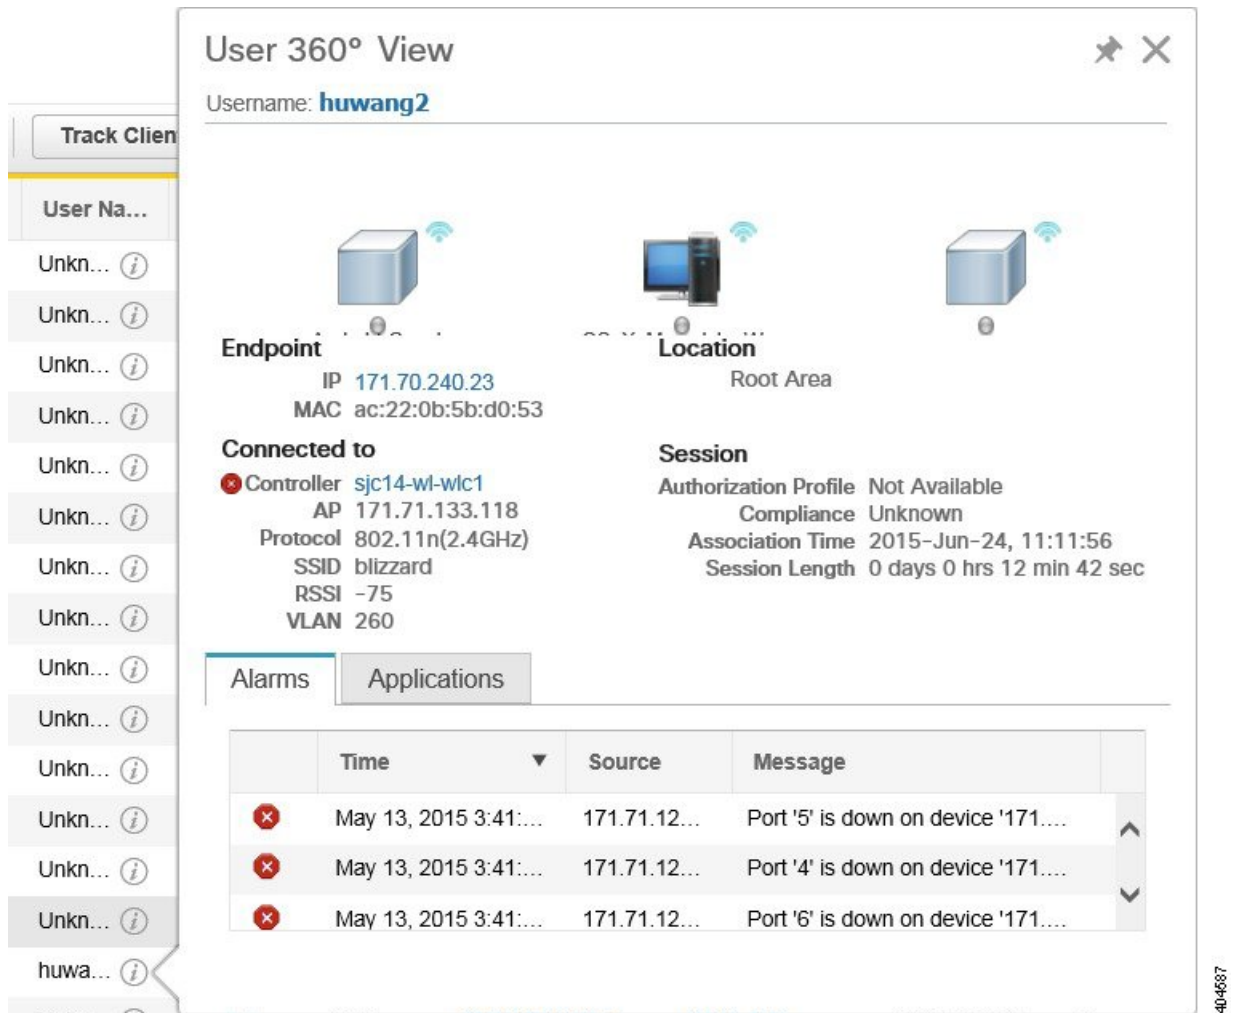 User 360° View
Username: huwang2
Track Clien
User Na...
Unkn...
Unkn...
Unkn...
Unkn...
Unkn...
Unkn...
Unkn...
Unkn...
Unkn...
Unkn...
Unkn...
Unkn...
Unkn...
Unkn...
huwa...
Endpoint
IP 171.70.240.23
MAC ac:22:0b:5b:d0:53
Location
Root Area
Connected to
Controller sjc14-wl-wlc1
AP 171.71.133.118
Protocol 802.11n(2.4GHz)
SSID blizzard
RSSI -75
VLAN 260
Session
Authorization Profile Not Available
Compliance Unknown
Association Time 2015-Jun-24, 11:11:56
Session Length 0 days 0 hrs 12 min 42 sec
Alarms Applications
Time Source Message
May 13, 2015 3:41:... 171.71.12... Port '5' is down on device '171....
May 13, 2015 3:41:... 171.71.12... Port '4' is down on device '171....
May 13, 2015 3:41:... 171.71.12... Port '6' is down on device '171....
404587